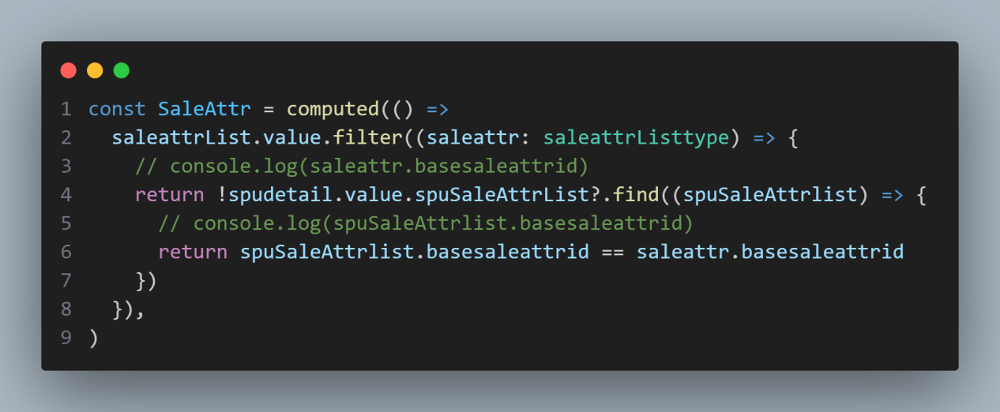 1 const SaleAttr = computed(() =>
2   saleattrList.value.filter((saleattr: saleattrListtype) => {
3     // console.log(saleattr.basesaleattrid)
4     return !spudetail.value.spuSaleAttrList?.find((spuSaleAttrlist) => {
5       // console.log(spuSaleAttrlist.basesaleattrid)
6       return spuSaleAttrlist.basesaleattrid == saleattr.basesaleattrid
7     })
8   }),
9 )